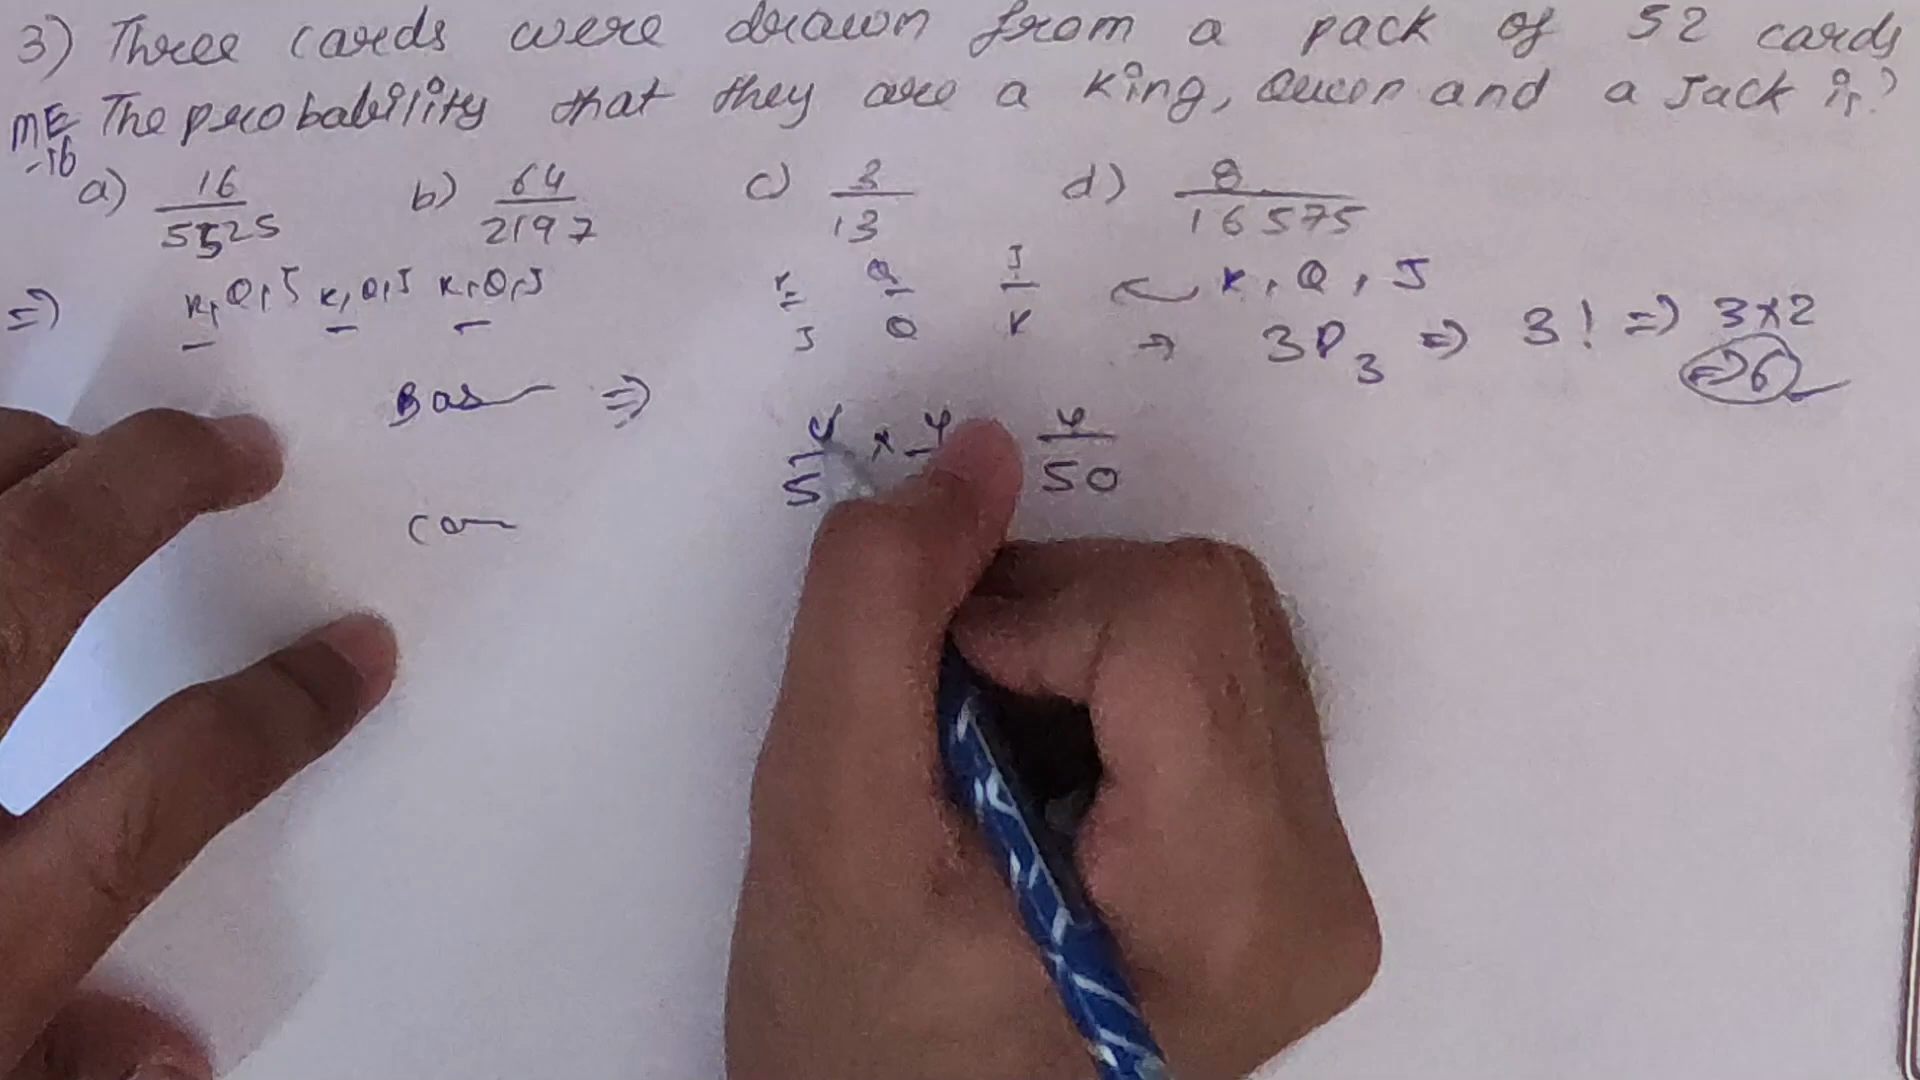 3) Three cards were drawn from a pack of 52 cards
ME The probability that they are a King, Queen and a Jack is?
-16
a) 16/5525 b) 64/2197 c) 3/13 d) 8/16575
=> K, Q, J K, Q, J K, Q, J K Q J ← K, Q, J
J Q K → 3P3 => 3! => 3×2
=> 6
Bas => 4/5 × 4 4/50
Com